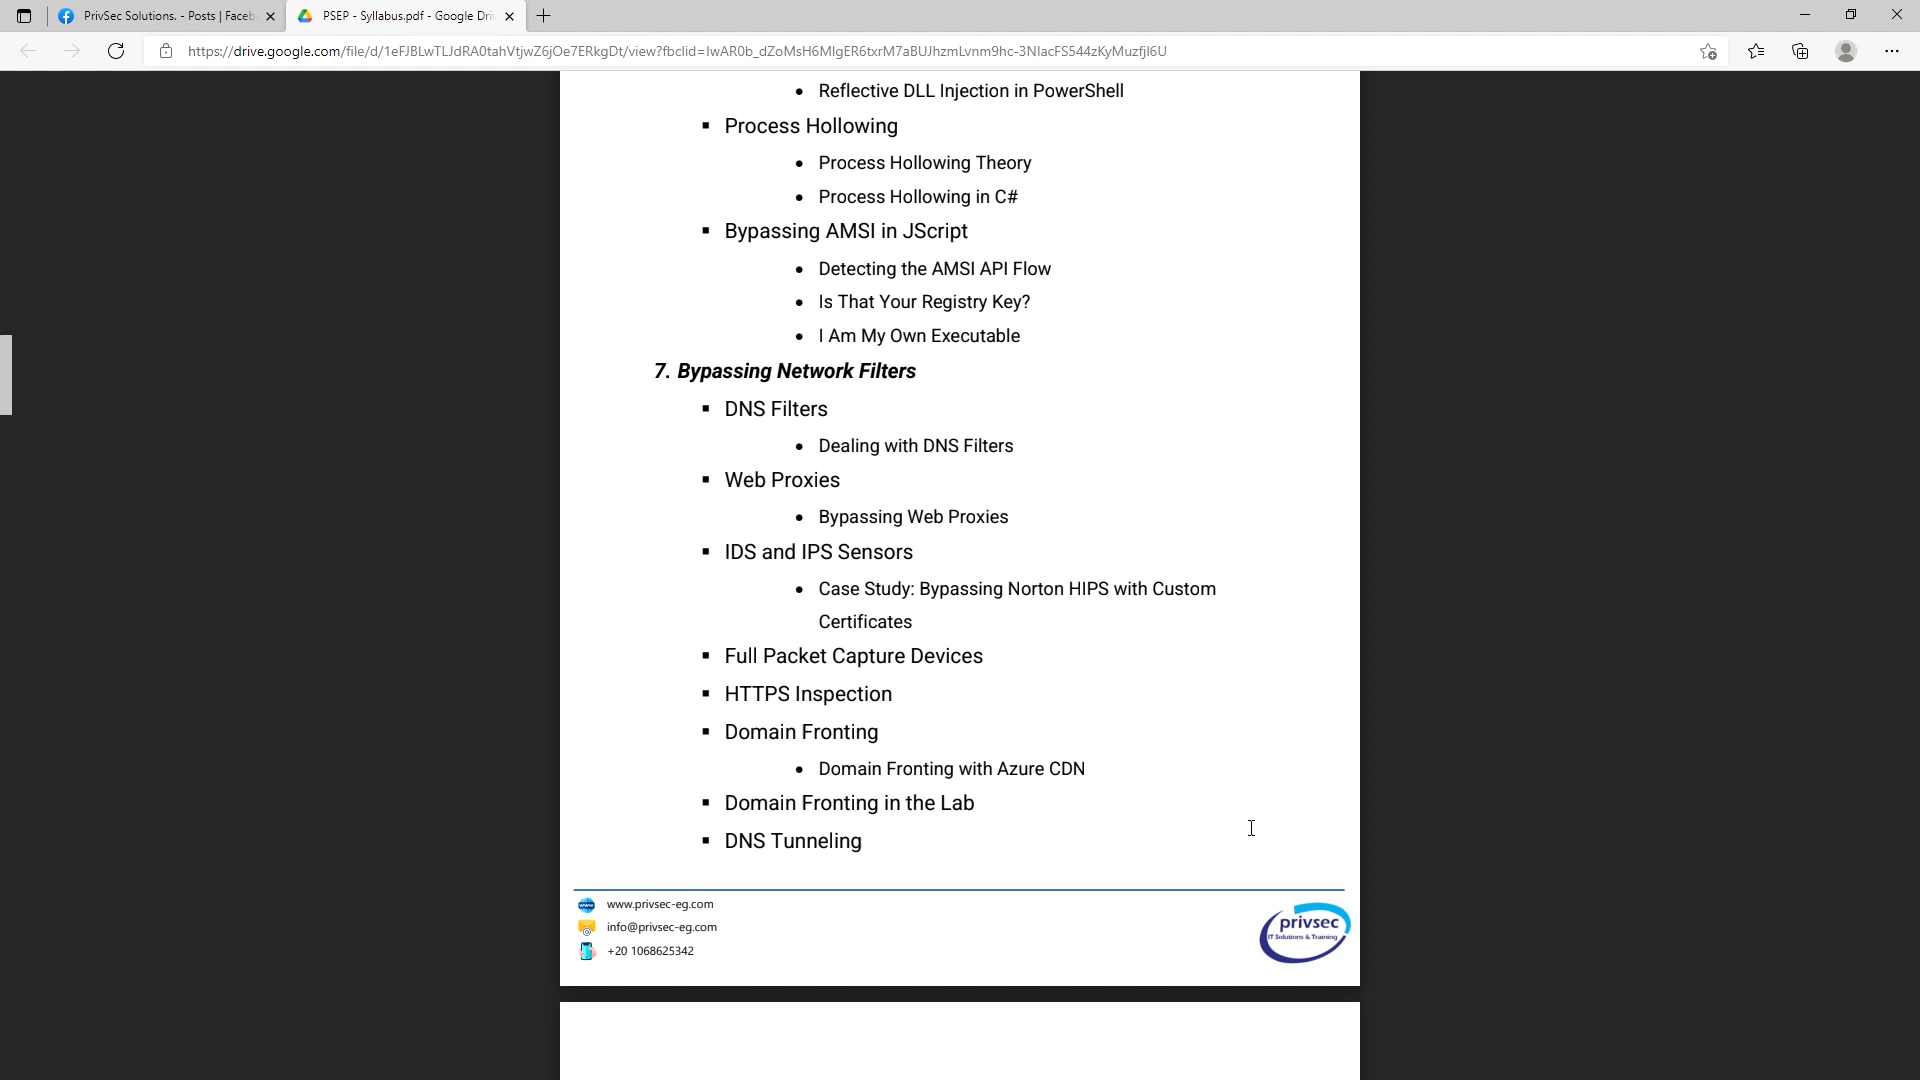 PrivSec Solutions. - Posts | Faceb
PSEP - Syllabus.pdf - Google Dri
https://drive.google.com/file/d/1eFJBLwTLJdRA0tahVtjwZ6jOe7ERkgDt/view?fbclid=IwAR0b_dZoMsH6MIgER6txrM7aBUJhzmLvnm9hc-3NIacFS544zKyMuzfjI6U
• Reflective DLL Injection in PowerShell
▪ Process Hollowing
• Process Hollowing Theory
• Process Hollowing in C#
▪ Bypassing AMSI in JScript
• Detecting the AMSI API Flow
• Is That Your Registry Key?
• I Am My Own Executable
7. Bypassing Network Filters
▪ DNS Filters
• Dealing with DNS Filters
▪ Web Proxies
• Bypassing Web Proxies
▪ IDS and IPS Sensors
• Case Study: Bypassing Norton HIPS with Custom
Certificates
▪ Full Packet Capture Devices
▪ HTTPS Inspection
▪ Domain Fronting
• Domain Fronting with Azure CDN
▪ Domain Fronting in the Lab
▪ DNS Tunneling
www.privsec-eg.com
info@privsec-eg.com
+20 1068625342
privsec
IT Solutions & Training